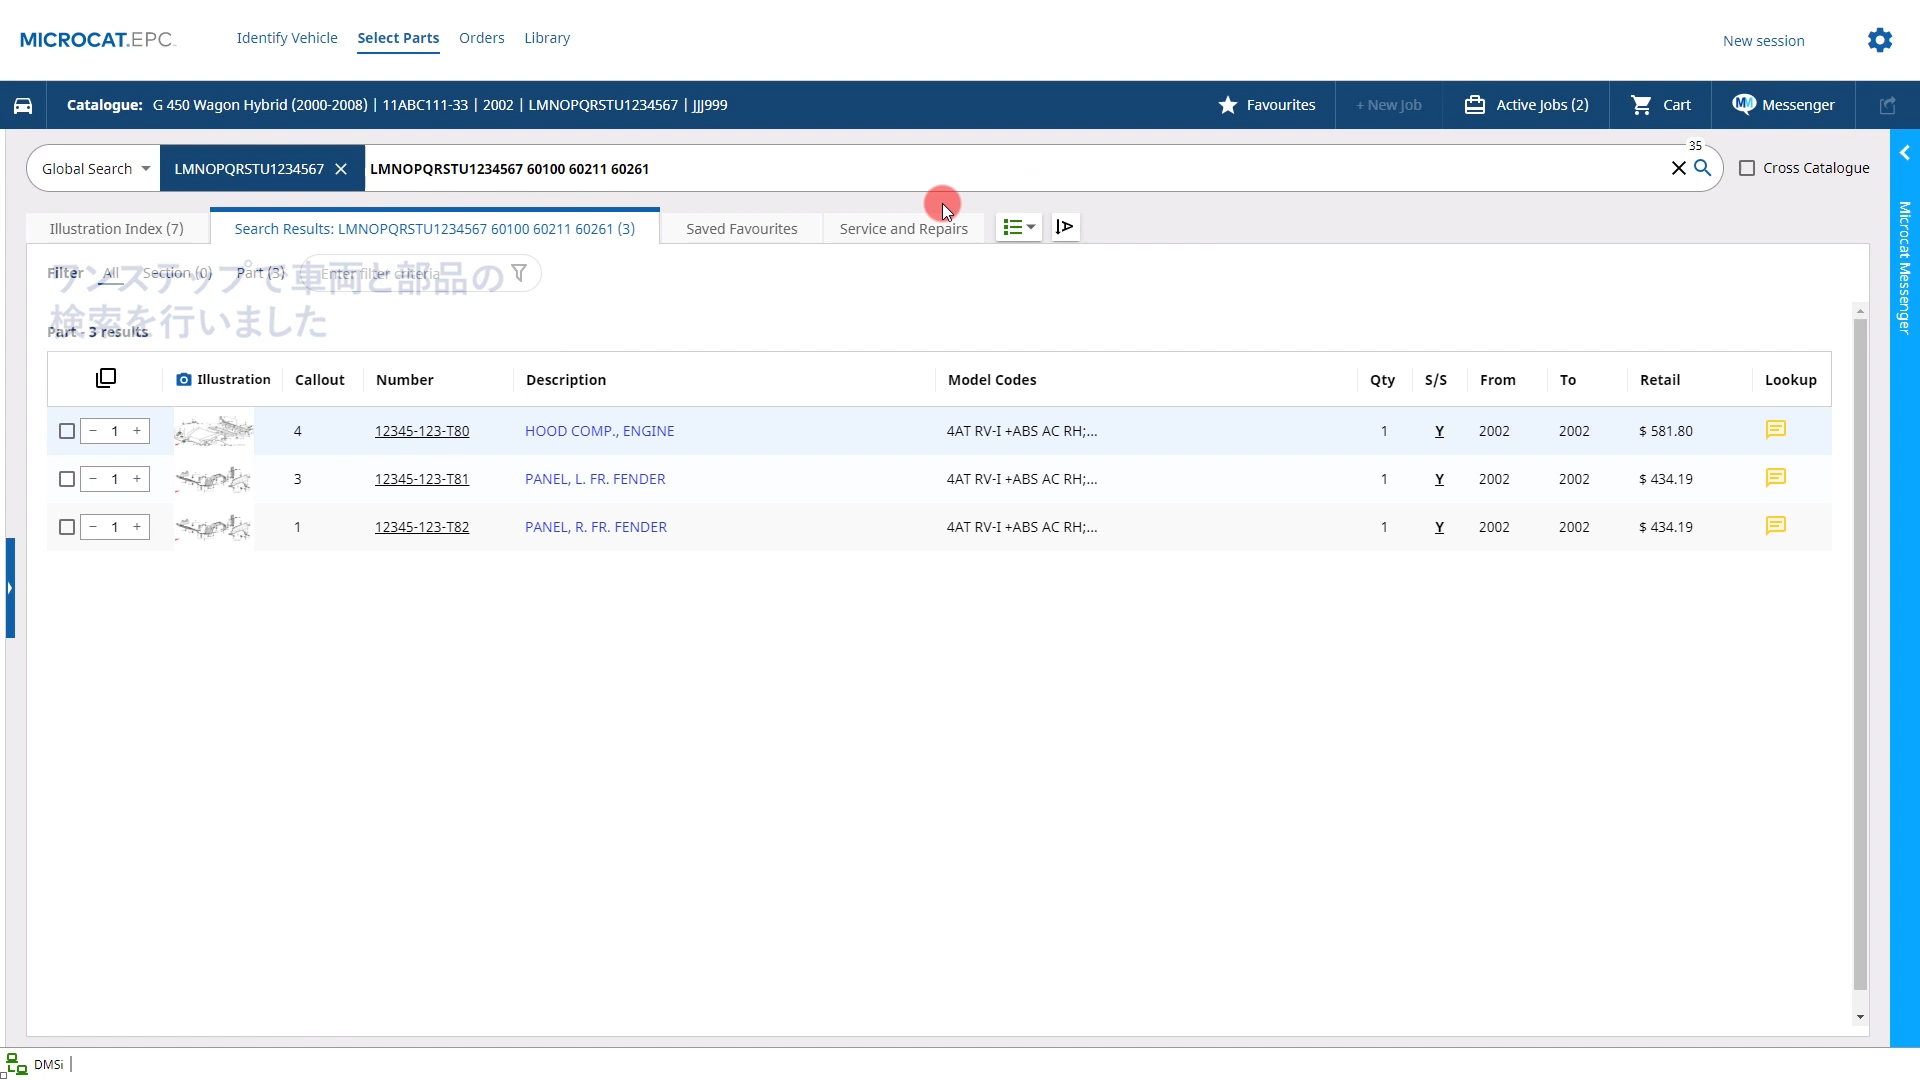 MICROCAT.EPC
Identify Vehicle Select Parts Orders Library
New session
Catalogue: G 450 Wagon Hybrid (2000-2008) | 11ABC111-33 | 2002 | LMNOPQRSTU1234567 | JJJ999
Favourites + New Job Active Jobs (2) Cart Messenger
35
Global Search LMNOPQRSTU1234567 LMNOPQRSTU1234567 60100 60211 60261 Cross Catalogue
Illustration Index (7) Search Results: LMNOPQRSTU1234567 60100 60211 60261 (3) Saved Favourites Service and Repairs
Filter All Section (0) Part (3) Enter filter criteria
ワンステップで車両と部品の
検索を行いました
Part - 3 results
Illustration Callout Number Description Model Codes Qty S/S From To Retail Lookup
− 1 + 4 12345-123-T80 HOOD COMP., ENGINE 4AT RV-I +ABS AC RH;... 1 Y 2002 2002 $ 581.80
− 1 + 3 12345-123-T81 PANEL, L. FR. FENDER 4AT RV-I +ABS AC RH;... 1 Y 2002 2002 $ 434.19
− 1 + 1 12345-123-T82 PANEL, R. FR. FENDER 4AT RV-I +ABS AC RH;... 1 Y 2002 2002 $ 434.19
Microcat Messenger
DMSi